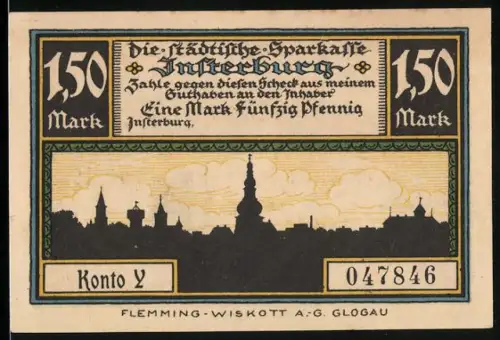 1,50
Mark
Die städtische Sparkasse
Insterburg
Zahle gegen diesen Scheck aus meinem
Guthaben an den Inhaber
Eine Mark Fünfzig Pfennig
Insterburg,
1,50
Mark
Konto Y
047846
FLEMMING-WISKOTT A.-G. GLOGAU